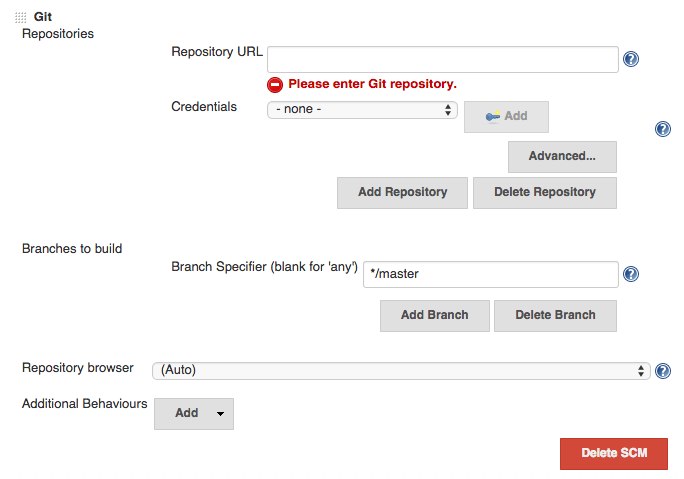 Git
Repositories
Repository URL
Please enter Git repository.
Credentials
- none -
Add
Advanced...
Add Repository
Delete Repository
Branches to build
Branch Specifier (blank for 'any')
*/master
Add Branch
Delete Branch
Repository browser
(Auto)
Additional Behaviours
Add
Delete SCM